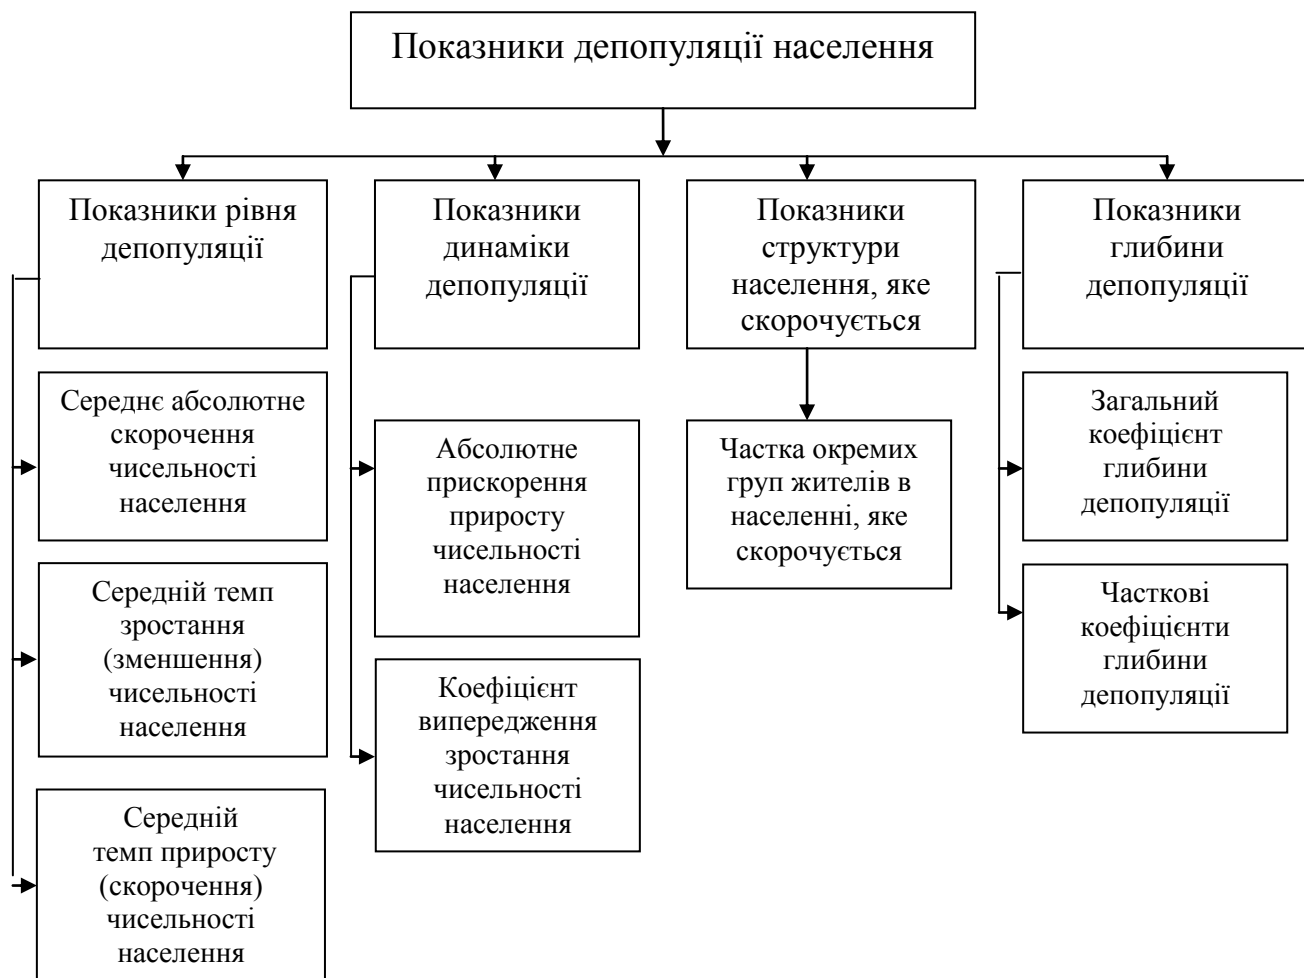 Показники депопуляції населення
Показники рівня
депопуляції
Показники
динаміки
депопуляції
Показники
структури
населення, яке
скорочується
Показники
глибини
депопуляції
Середнє абсолютне
скорочення
чисельності
населення
Середній темп
зростання
(зменшення)
чисельності
населення
Середній
темп приросту
(скорочення)
чисельності
населення
Абсолютне
прискорення
приросту
чисельності
населення
Коефіцієнт
випередження
зростання
чисельності
населення
Частка окремих
груп жителів в
населенні, яке
скорочується
Загальний
коефіцієнт
глибини
депопуляції
Часткові
коефіцієнти
глибини
депопуляції